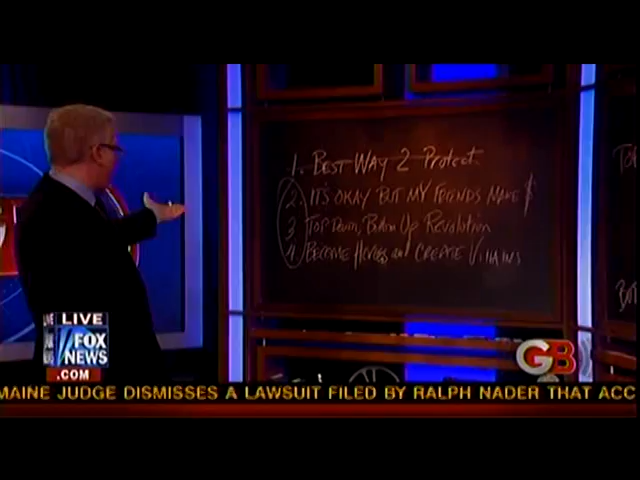 1. BEST WAY 2 Protect
2. IT'S OKAY BUT MY FRIENDS MAKE $
3 TOP Down, Bottom Up Revolution
4. BECOME HEROES and CREATE VILLAINS
TO
BOT
LIVE
FOX
NEWS
.COM
GB
MAINE JUDGE DISMISSES A LAWSUIT FILED BY RALPH NADER THAT ACC